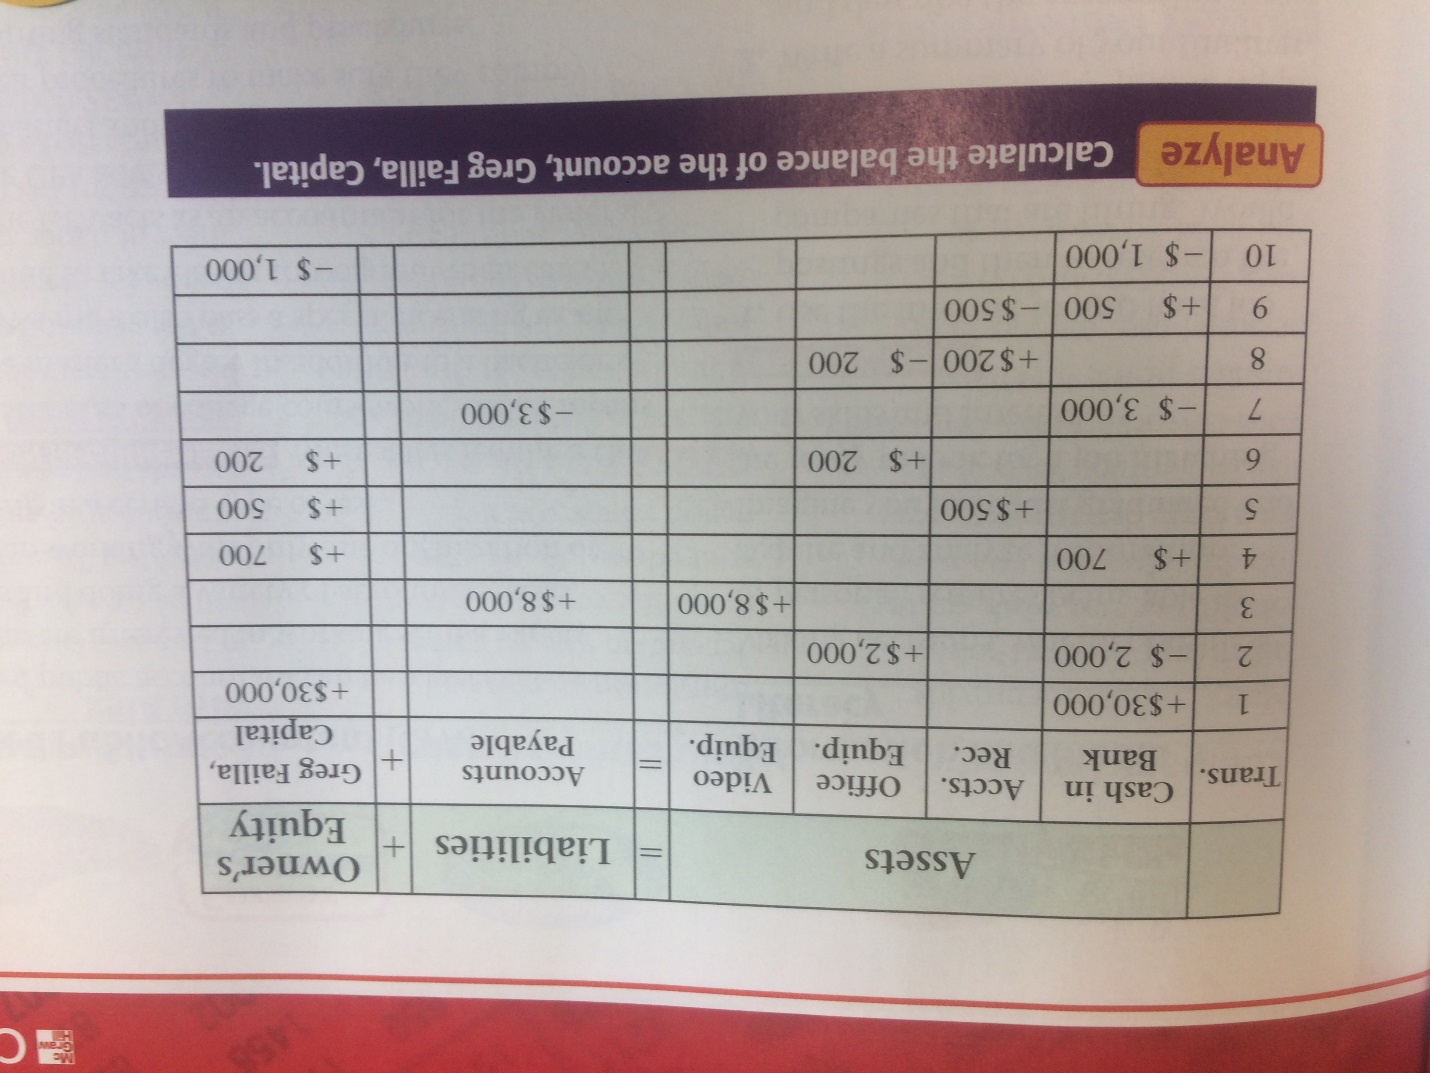 Mc
Graw
Hill
Assets = Liabilities + Owner's Equity
Trans. Cash in Bank Accts. Rec. Office Equip. Video Equip. = Accounts Payable + Greg Failla, Capital
1 +$30,000 +$30,000
2 −$ 2,000 +$2,000
3 +$8,000 +$8,000
4 +$ 700 +$ 700
5 +$500 +$ 500
6 +$ 200 +$ 200
7 −$ 3,000 −$3,000
8 +$200 −$ 200
9 +$ 500 −$500
10 −$ 1,000 −$ 1,000
Analyze Calculate the balance of the account, Greg Failla, Capital.